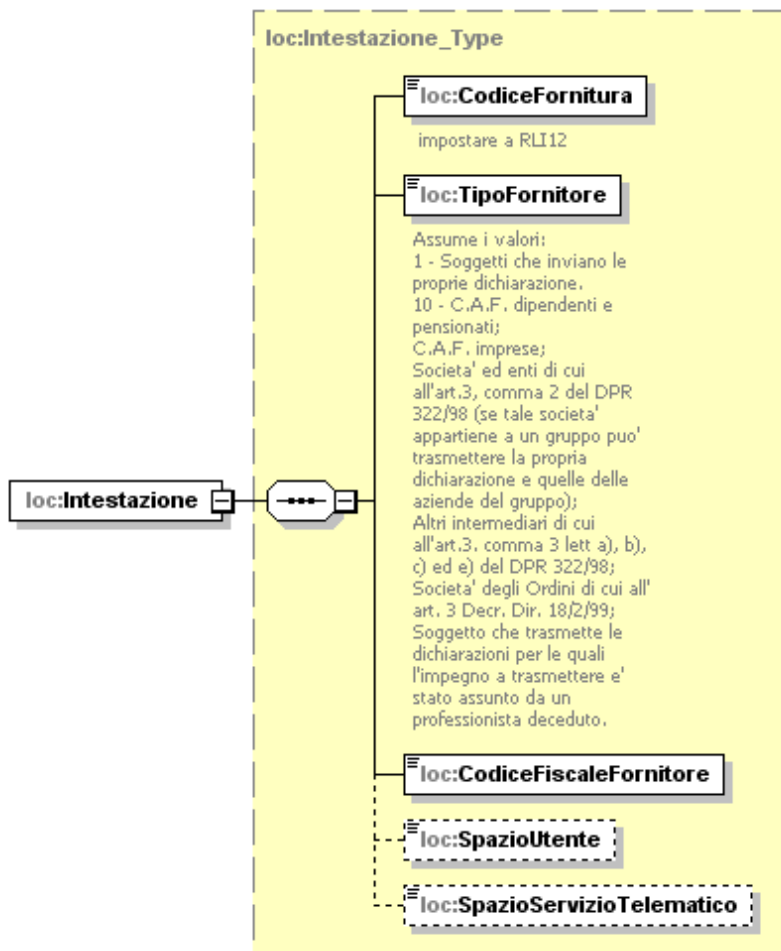 loc:Intestazione_Type
loc:CodiceFornitura
impostare a RLI12
loc:TipoFornitore
Assume i valori:
1 - Soggetti che inviano le
proprie dichiarazione.
10 - C.A.F. dipendenti e
pensionati;
C.A.F. imprese;
Societa' ed enti di cui
all'art.3, comma 2 del DPR
322/98 (se tale societa'
appartiene a un gruppo puo'
trasmettere la propria
dichiarazione e quelle delle
aziende del gruppo);
Altri intermediari di cui
all'art.3. comma 3 lett a), b),
c) ed e) del DPR 322/98;
Societa' degli Ordini di cui all'
art. 3 Decr. Dir. 18/2/99;
Soggetto che trasmette le
dichiarazioni per le quali
l'impegno a trasmettere e'
stato assunto da un
professionista deceduto.
loc:Intestazione
loc:CodiceFiscaleFornitore
loc:SpazioUtente
loc:SpazioServizioTelematico